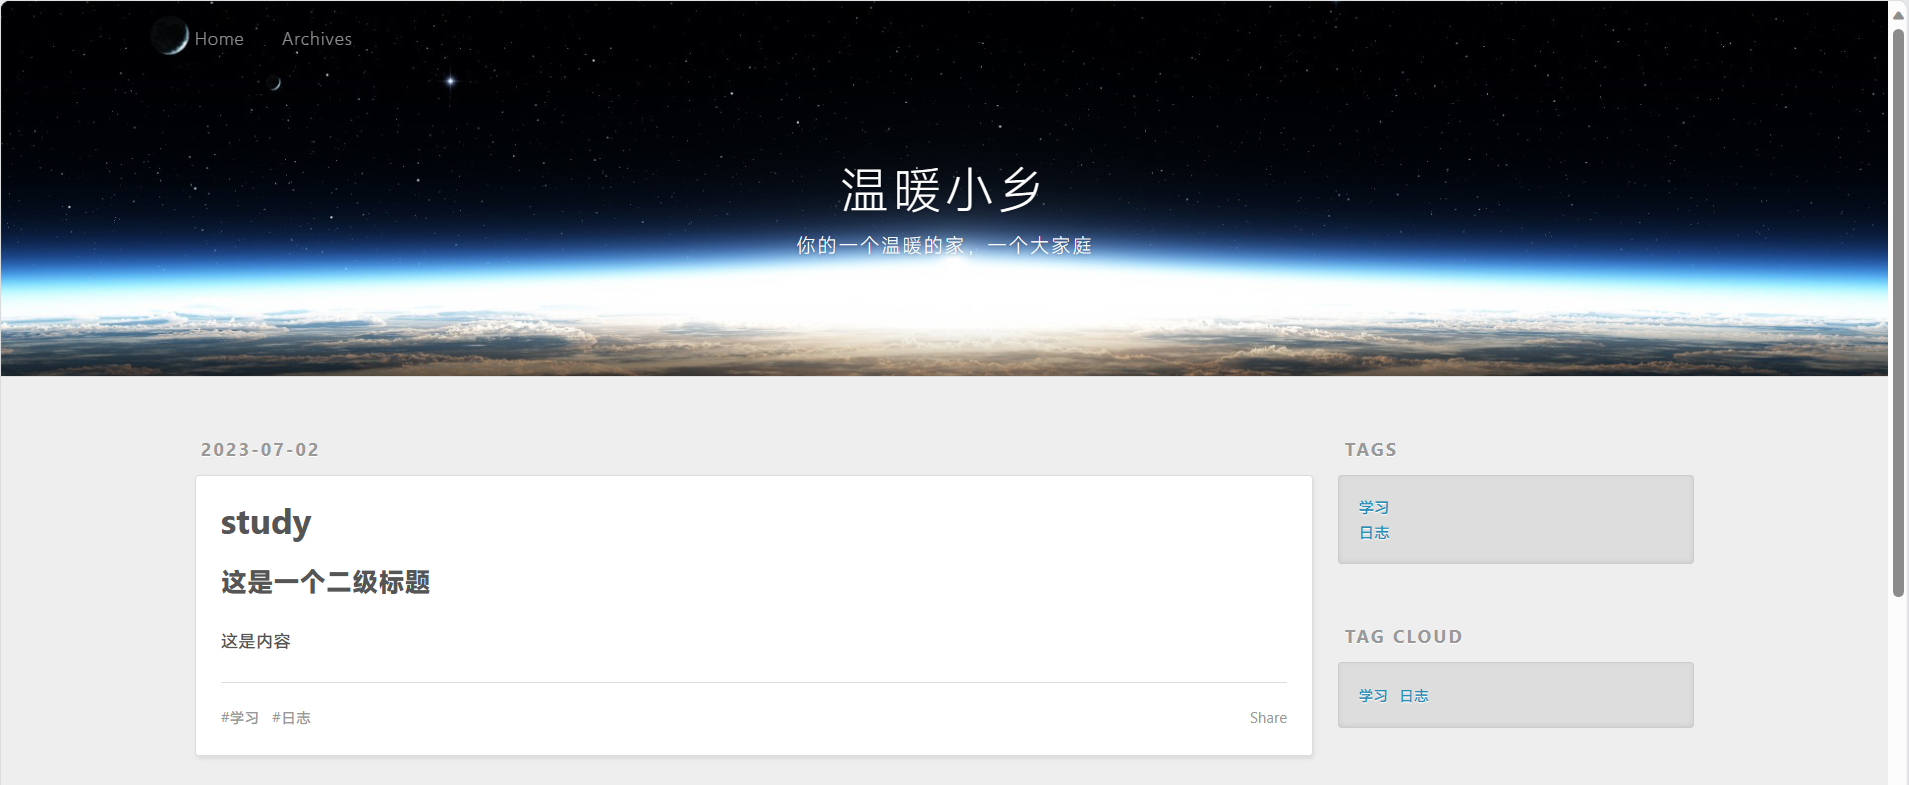 Home Archives
温暖小乡
你的一个温暖的家，一个大家庭
2023-07-02
study
这是一个二级标题
这是内容
#学习 #日志 Share
TAGS
学习
日志
TAG CLOUD
学习 日志